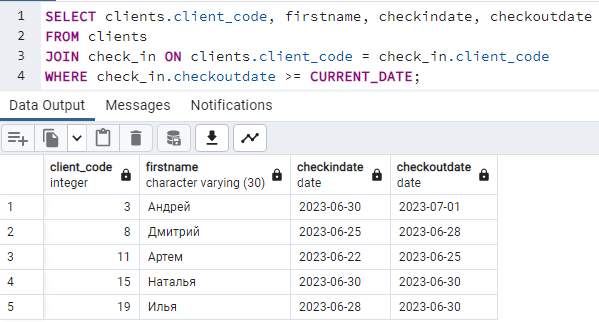 1 SELECT clients.client_code, firstname, checkindate, checkoutdate
2 FROM clients
3 JOIN check_in ON clients.client_code = check_in.client_code
4 WHERE check_in.checkoutdate >= CURRENT_DATE;
Data Output Messages Notifications
client_code firstname checkindate checkoutdate
integer character varying (30) date date
1 3 Андрей 2023-06-30 2023-07-01
2 8 Дмитрий 2023-06-25 2023-06-28
3 11 Артем 2023-06-22 2023-06-25
4 15 Наталья 2023-06-30 2023-06-30
5 19 Илья 2023-06-28 2023-06-30